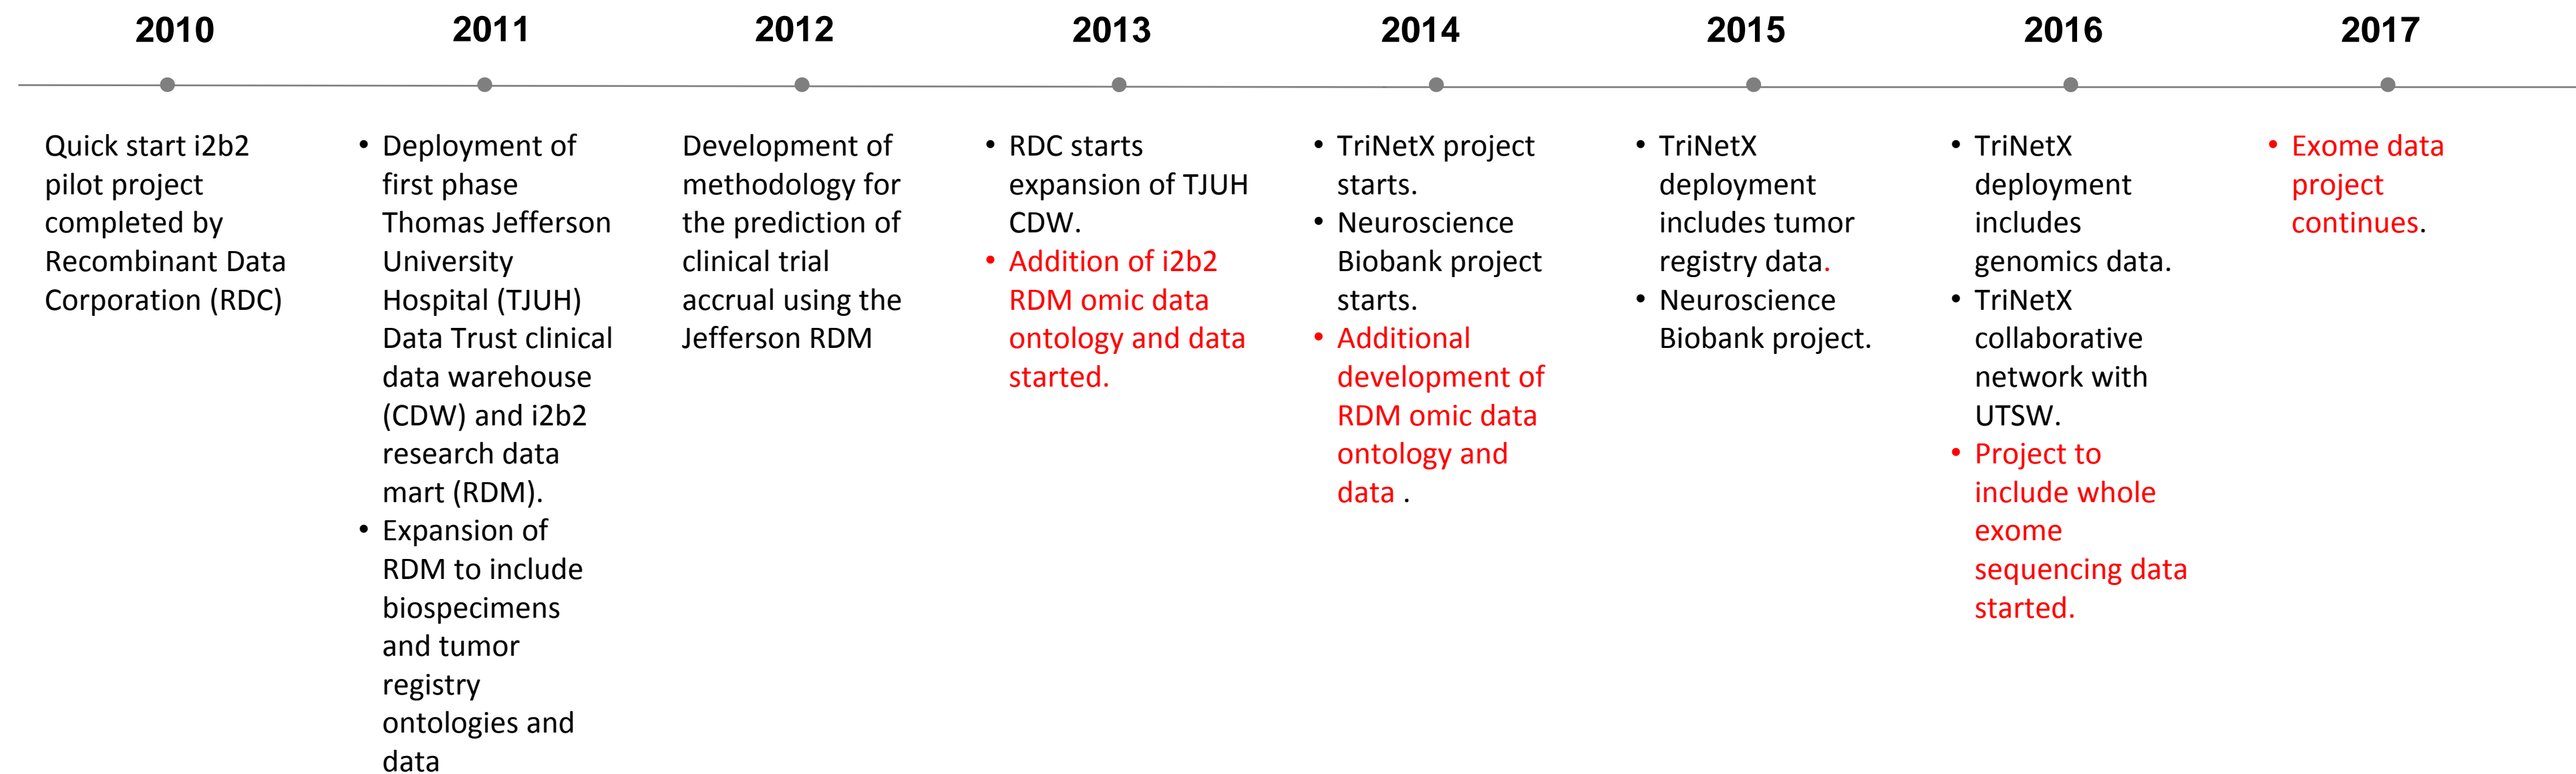 2010
2011
2012
2013
2014
2015
2016
2017
Quick start i2b2
pilot project
completed by
Recombinant Data
Corporation (RDC)
• Deployment of
first phase
Thomas Jefferson
University
Hospital (TJUH)
Data Trust clinical
data warehouse
(CDW) and i2b2
research data
mart (RDM).
• Expansion of
RDM to include
biospecimens
and tumor
registry
ontologies and
data
Development of
methodology for
the prediction of
clinical trial
accrual using the
Jefferson RDM
• RDC starts
expansion of TJUH
CDW.
• Addition of i2b2
RDM omic data
ontology and data
started.
• TriNetX project
starts.
• Neuroscience
Biobank project
starts.
• Additional
development of
RDM omic data
ontology and
data .
• TriNetX
deployment
includes tumor
registry data.
• Neuroscience
Biobank project.
• TriNetX
deployment
includes
genomics data.
• TriNetX
collaborative
network with
UTSW.
• Project to
include whole
exome
sequencing data
started.
• Exome data
project
continues.